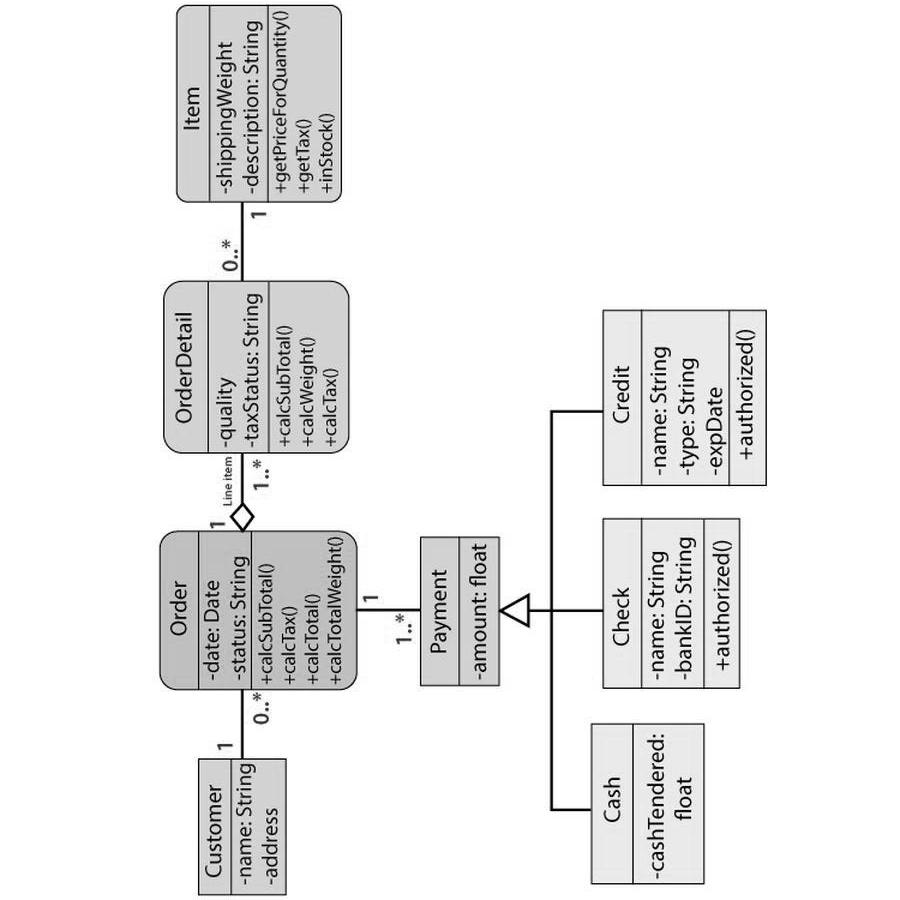 Customer
-name: String
-address
1
0..*
Order
-date: Date
-status: String
+calcSubTotal()
+calcTax()
+calcTotal()
+calcTotalWeight()
1
Line item
1..*
OrderDetail
-quality
-taxStatus: String
+calcSubTotal()
+calcWeight()
+calcTax()
0..*
1
Item
-shippingWeight
-description: String
+getPriceForQuantity()
+getTax()
+inStock()
1
1..*
Payment
-amount: float
Cash
-cashTendered:
float
Check
-name: String
-bankID: String
+authorized()
Credit
-name: String
-type: String
-expDate
+authorized()